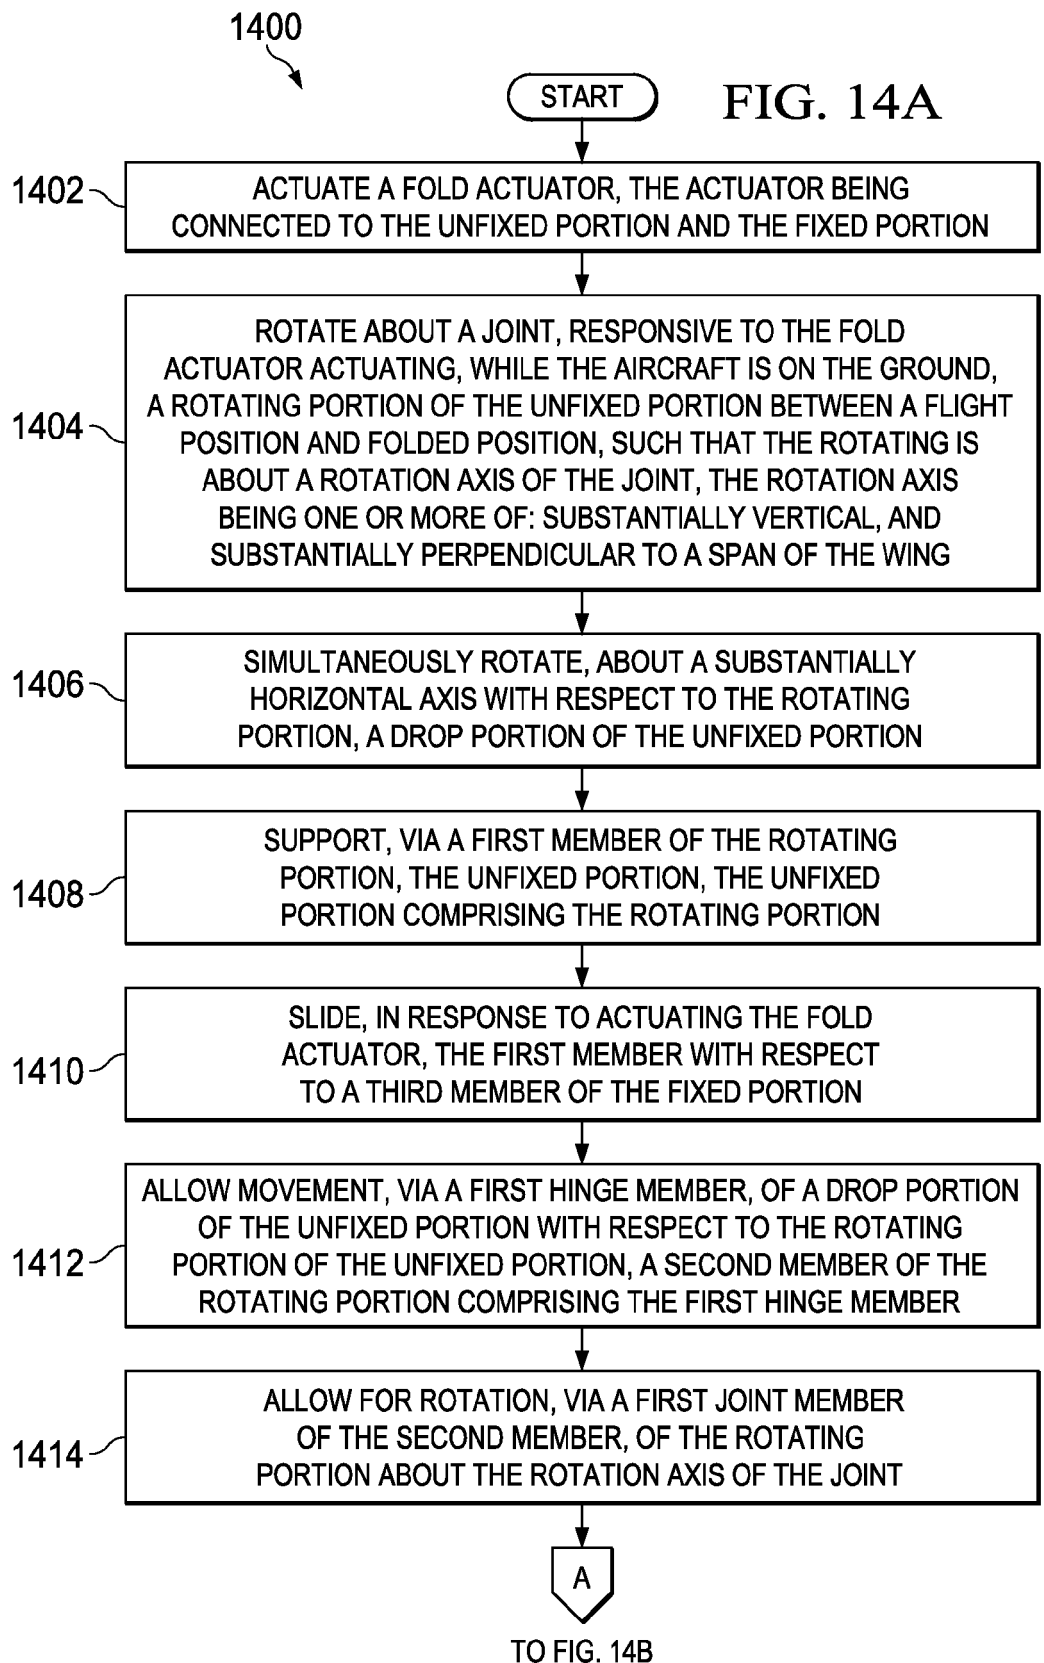 1400
START
FIG. 14A
1402
ACTUATE A FOLD ACTUATOR, THE ACTUATOR BEING
CONNECTED TO THE UNFIXED PORTION AND THE FIXED PORTION
1404
ROTATE ABOUT A JOINT, RESPONSIVE TO THE FOLD
ACTUATOR ACTUATING, WHILE THE AIRCRAFT IS ON THE GROUND,
A ROTATING PORTION OF THE UNFIXED PORTION BETWEEN A FLIGHT
POSITION AND FOLDED POSITION, SUCH THAT THE ROTATING IS
ABOUT A ROTATION AXIS OF THE JOINT, THE ROTATION AXIS
BEING ONE OR MORE OF: SUBSTANTIALLY VERTICAL, AND
SUBSTANTIALLY PERPENDICULAR TO A SPAN OF THE WING
1406
SIMULTANEOUSLY ROTATE, ABOUT A SUBSTANTIALLY
HORIZONTAL AXIS WITH RESPECT TO THE ROTATING
PORTION, A DROP PORTION OF THE UNFIXED PORTION
1408
SUPPORT, VIA A FIRST MEMBER OF THE ROTATING
PORTION, THE UNFIXED PORTION, THE UNFIXED
PORTION COMPRISING THE ROTATING PORTION
1410
SLIDE, IN RESPONSE TO ACTUATING THE FOLD
ACTUATOR, THE FIRST MEMBER WITH RESPECT
TO A THIRD MEMBER OF THE FIXED PORTION
1412
ALLOW MOVEMENT, VIA A FIRST HINGE MEMBER, OF A DROP PORTION
OF THE UNFIXED PORTION WITH RESPECT TO THE ROTATING
PORTION OF THE UNFIXED PORTION, A SECOND MEMBER OF THE
ROTATING PORTION COMPRISING THE FIRST HINGE MEMBER
1414
ALLOW FOR ROTATION, VIA A FIRST JOINT MEMBER
OF THE SECOND MEMBER, OF THE ROTATING
PORTION ABOUT THE ROTATION AXIS OF THE JOINT
A
TO FIG. 14B